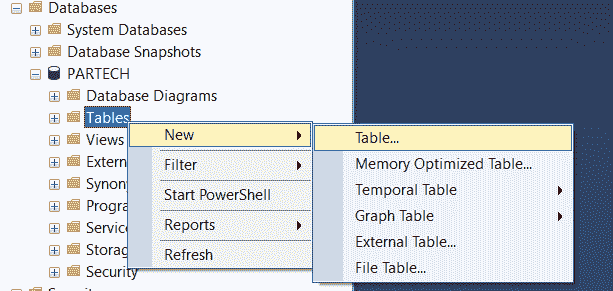 Databases
System Databases
Database Snapshots
PARTECH
Database Diagrams
Tables
Views
Extern
Synony
Progra
Service
Storag
Security
New
Filter
Start PowerShell
Reports
Refresh
Table...
Memory Optimized Table...
Temporal Table
Graph Table
External Table...
File Table...